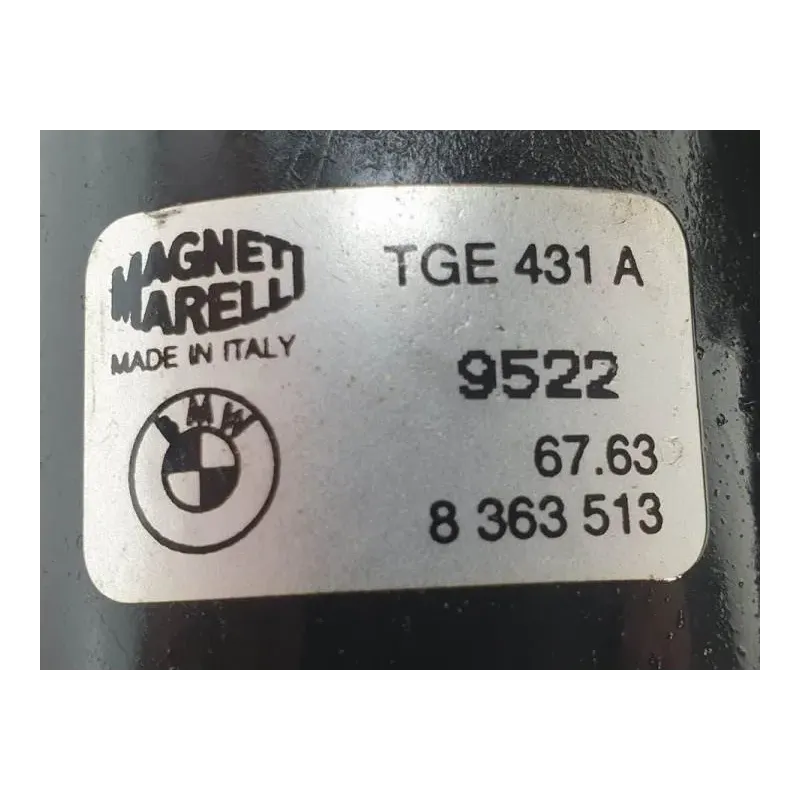 MAGNETI
MARELLI
MADE IN ITALY
BMW
TGE 431 A
9522
67.63
8 363 513